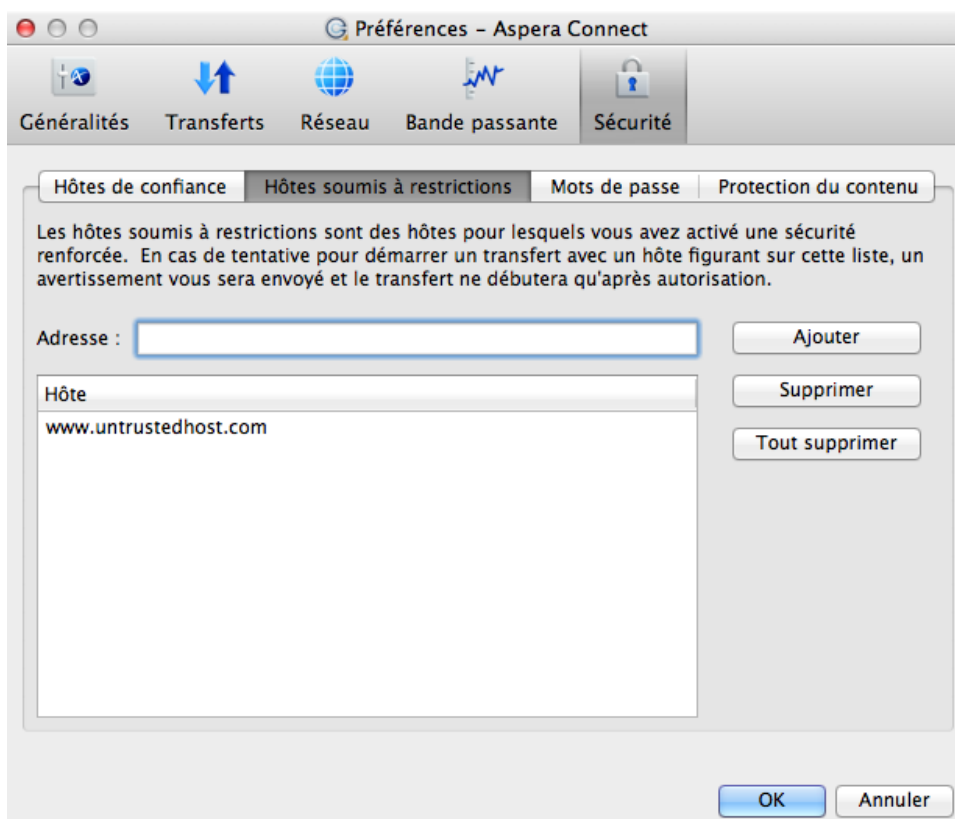 Préférences – Aspera Connect
Généralités Transferts Réseau Bande passante Sécurité
Hôtes de confiance Hôtes soumis à restrictions Mots de passe Protection du contenu
Les hôtes soumis à restrictions sont des hôtes pour lesquels vous avez activé une sécurité
renforcée. En cas de tentative pour démarrer un transfert avec un hôte figurant sur cette liste, un
avertissement vous sera envoyé et le transfert ne débutera qu'après autorisation.
Adresse : Ajouter
Hôte Supprimer
www.untrustedhost.com Tout supprimer
OK Annuler